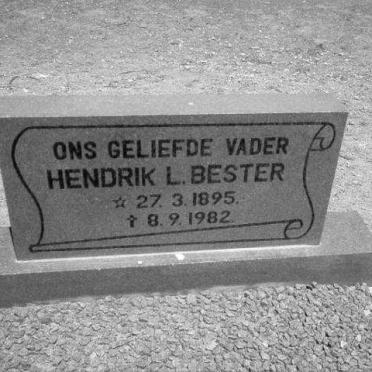 ONS GELIEFDE VADER
HENDRIK L. BESTER
☆ 27. 3. 1895.
† 8. 9. 1982.